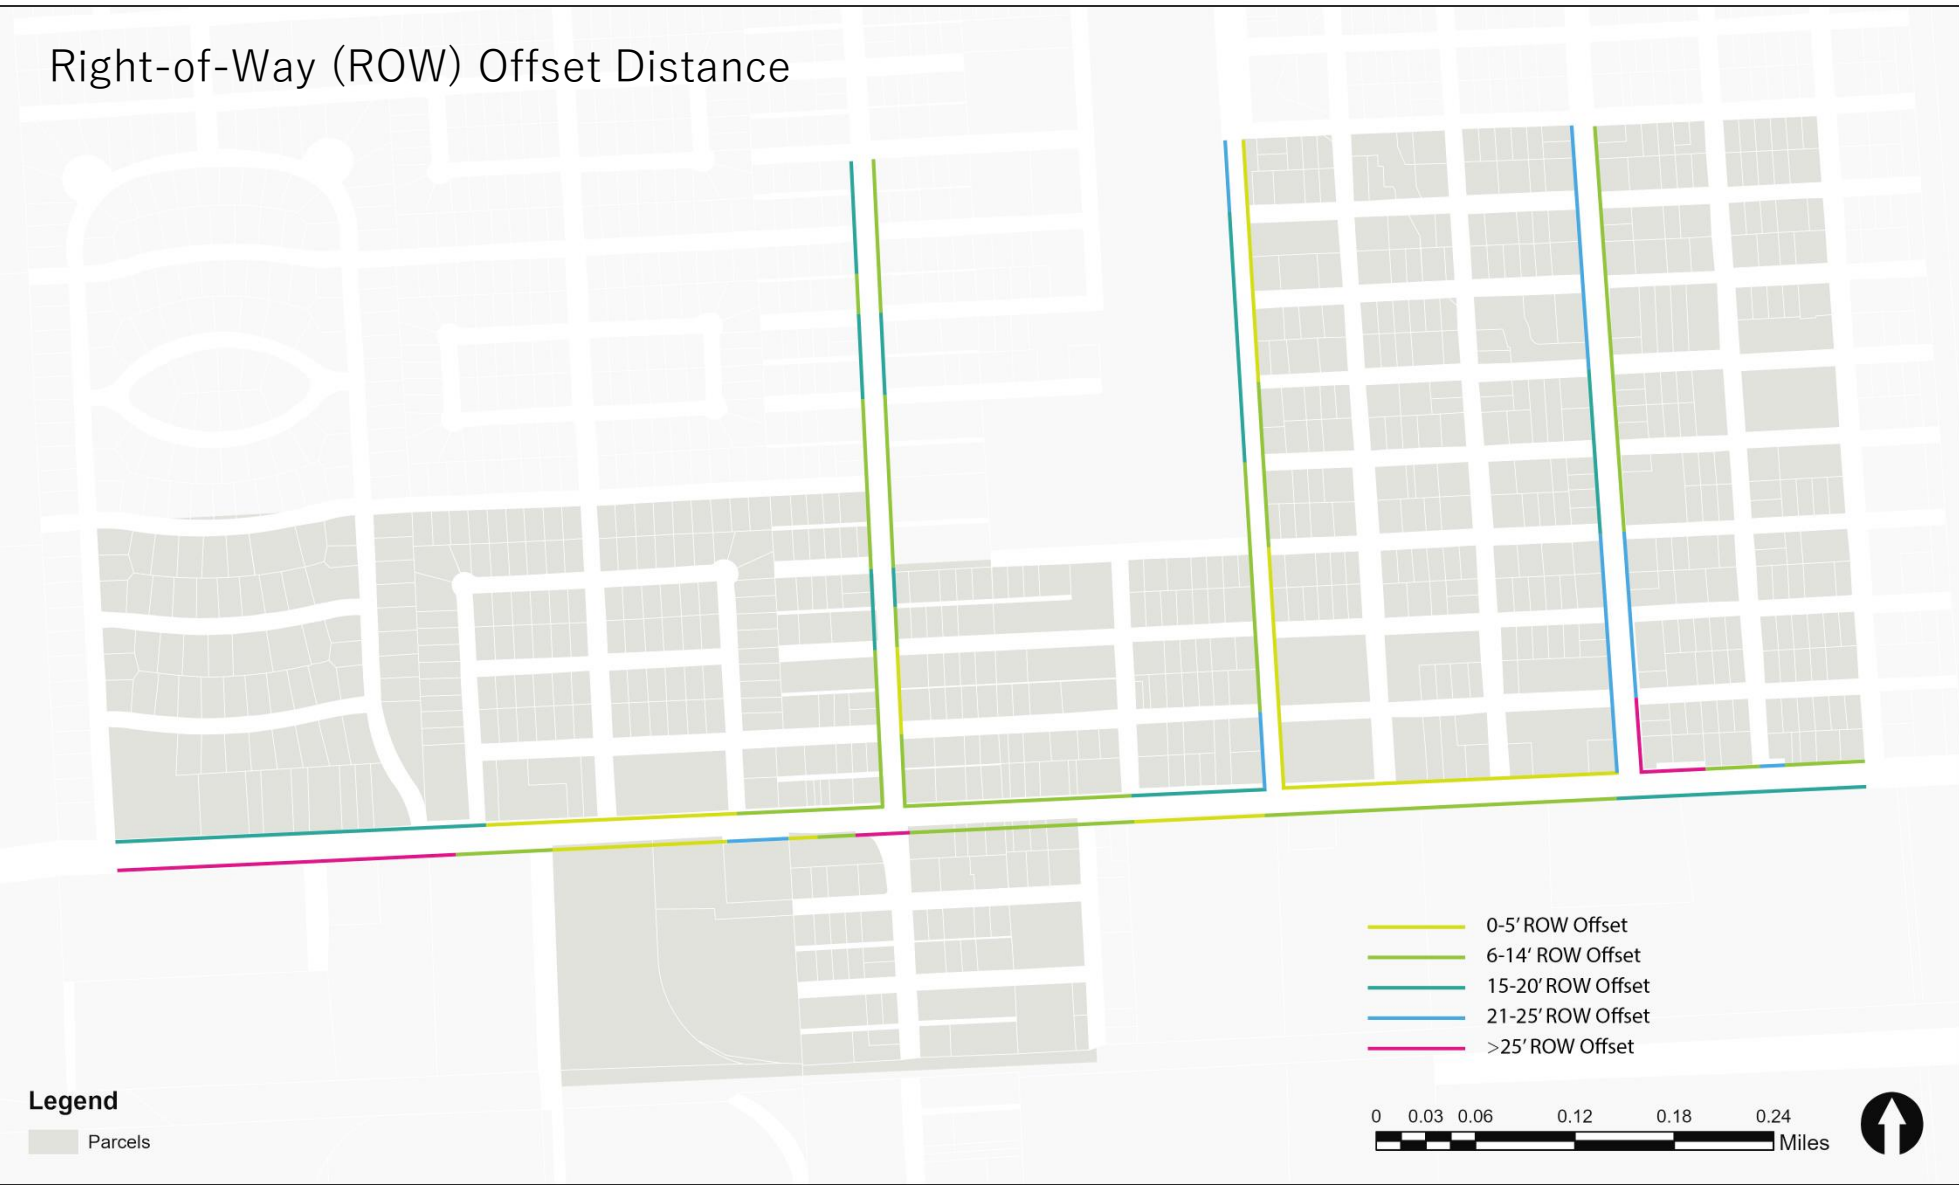 Right-of-Way (ROW) Offset Distance
0-5’ ROW Offset
6-14‘ ROW Offset
15-20’ ROW Offset
21-25’ ROW Offset
>25’ ROW Offset
Legend
Parcels
0 0.03 0.06 0.12 0.18 0.24
Miles